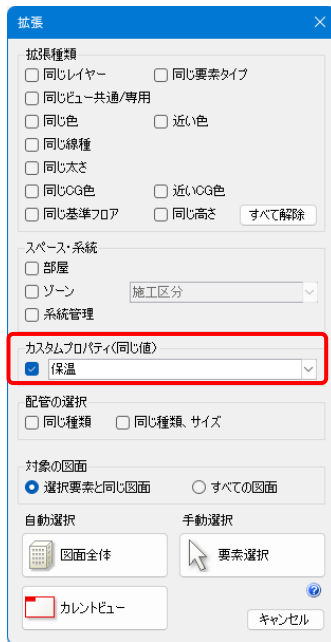 拡張
拡張種類
同じレイヤー 同じ要素タイプ
同じビュー共通/専用
同じ色 近い色
同じ線種
同じ太さ
同じCG色 近いCG色
同じ基準フロア 同じ高さ すべて解除
スペース・系統
部屋
ゾーン 施工区分
系統管理
カスタムプロパティ(同じ値)
保温
配管の選択
同じ種類 同じ種類、サイズ
対象の図面
選択要素と同じ図面 すべての図面
自動選択 手動選択
図面全体 要素選択
カレントビュー
キャンセル